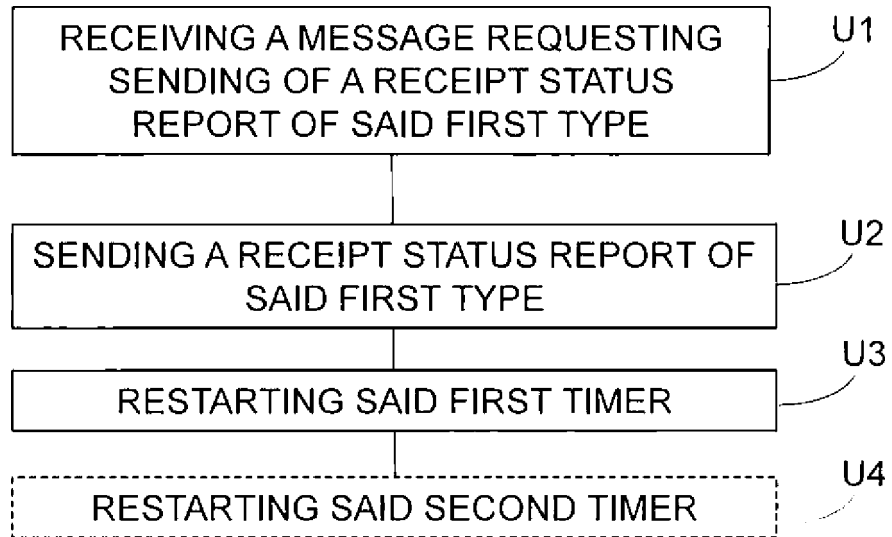 RECEIVING A MESSAGE REQUESTING
SENDING OF A RECEIPT STATUS
REPORT OF SAID FIRST TYPE
U1
SENDING A RECEIPT STATUS REPORT OF
SAID FIRST TYPE
U2
RESTARTING SAID FIRST TIMER
U3
RESTARTING SAID SECOND TIMER
U4